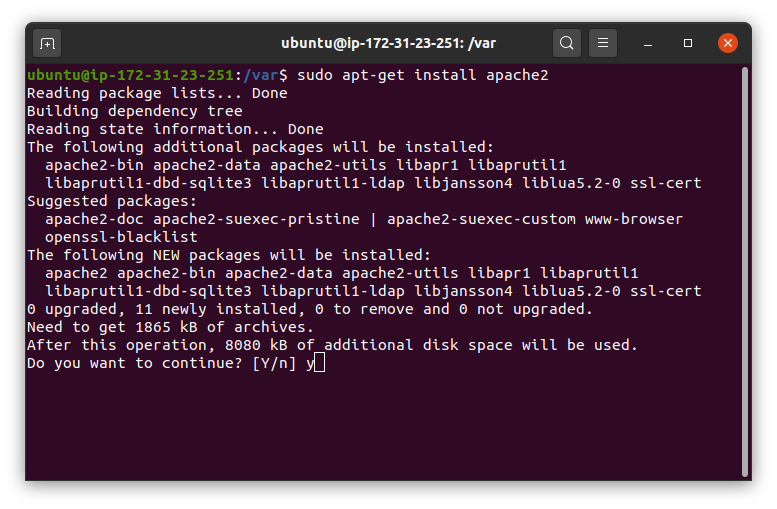 ubuntu@ip-172-31-23-251: /var
ubuntu@ip-172-31-23-251:/var$ sudo apt-get install apache2
Reading package lists... Done
Building dependency tree
Reading state information... Done
The following additional packages will be installed:
  apache2-bin apache2-data apache2-utils libapr1 libaprutil1
  libaprutil1-dbd-sqlite3 libaprutil1-ldap libjansson4 liblua5.2-0 ssl-cert
Suggested packages:
  apache2-doc apache2-suexec-pristine | apache2-suexec-custom www-browser
  openssl-blacklist
The following NEW packages will be installed:
  apache2 apache2-bin apache2-data apache2-utils libapr1 libaprutil1
  libaprutil1-dbd-sqlite3 libaprutil1-ldap libjansson4 liblua5.2-0 ssl-cert
0 upgraded, 11 newly installed, 0 to remove and 0 not upgraded.
Need to get 1865 kB of archives.
After this operation, 8080 kB of additional disk space will be used.
Do you want to continue? [Y/n] y